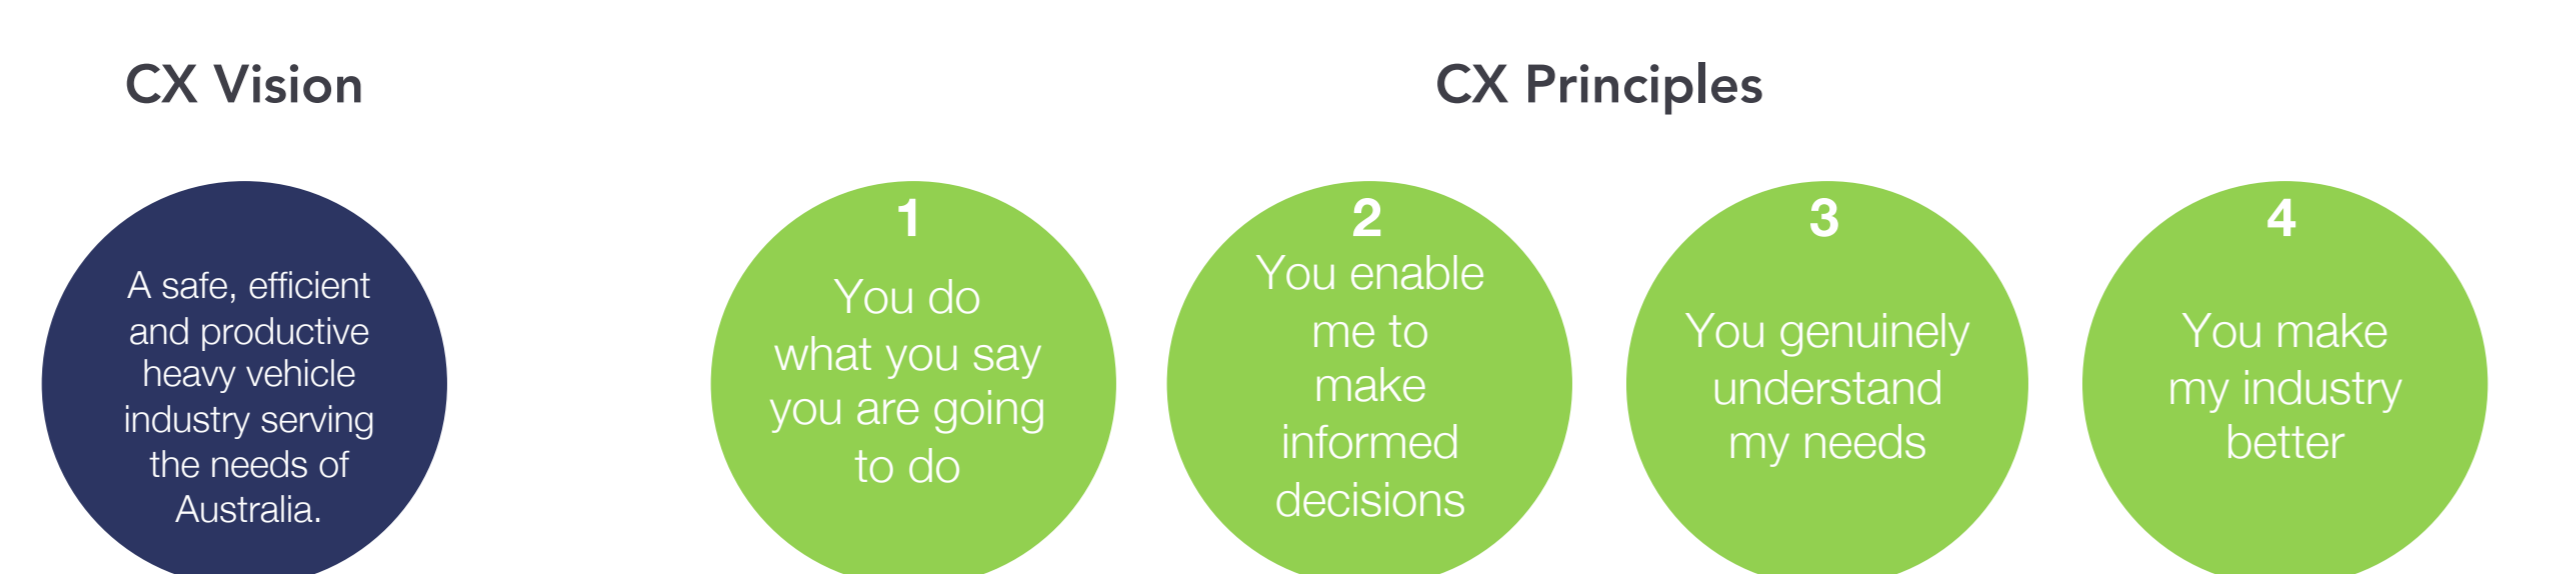 CX Vision
CX Principles
A safe, efficient
and productive
heavy vehicle
industry serving
the needs of
Australia.
1
You do
what you say
you are going
to do
2
You enable
me to
make
informed
decisions
3
You genuinely
understand
my needs
4
You make
my industry
better